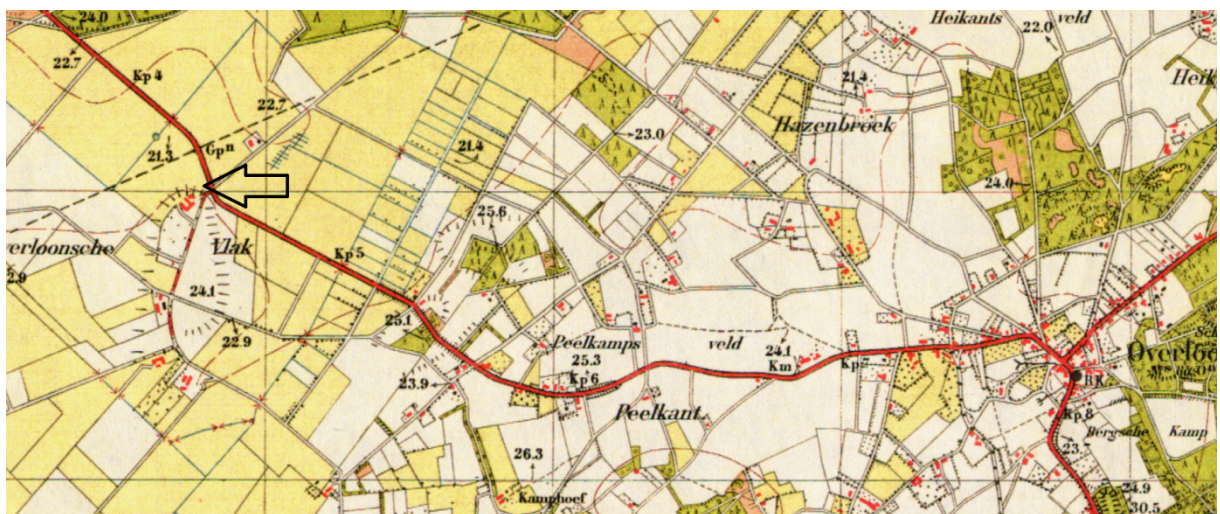 24.0
Heikants veld
22.0
22.7
Kp 4
Heik
21.4
22.7
23.0
Hazenbroek
21.3
Gpn
21.4
24.0
25.6
verloonsche Vlak
Kp 5
2.9
24.1
25.1
22.9
Peelkamps veld
24.1
25.3
Km
Kp
Overloo
23.9
Kp 6
RK
Peelkant
Kp 8
Bergsche Kamp
23.7
26.3
Kamphoef
24.9
30.5